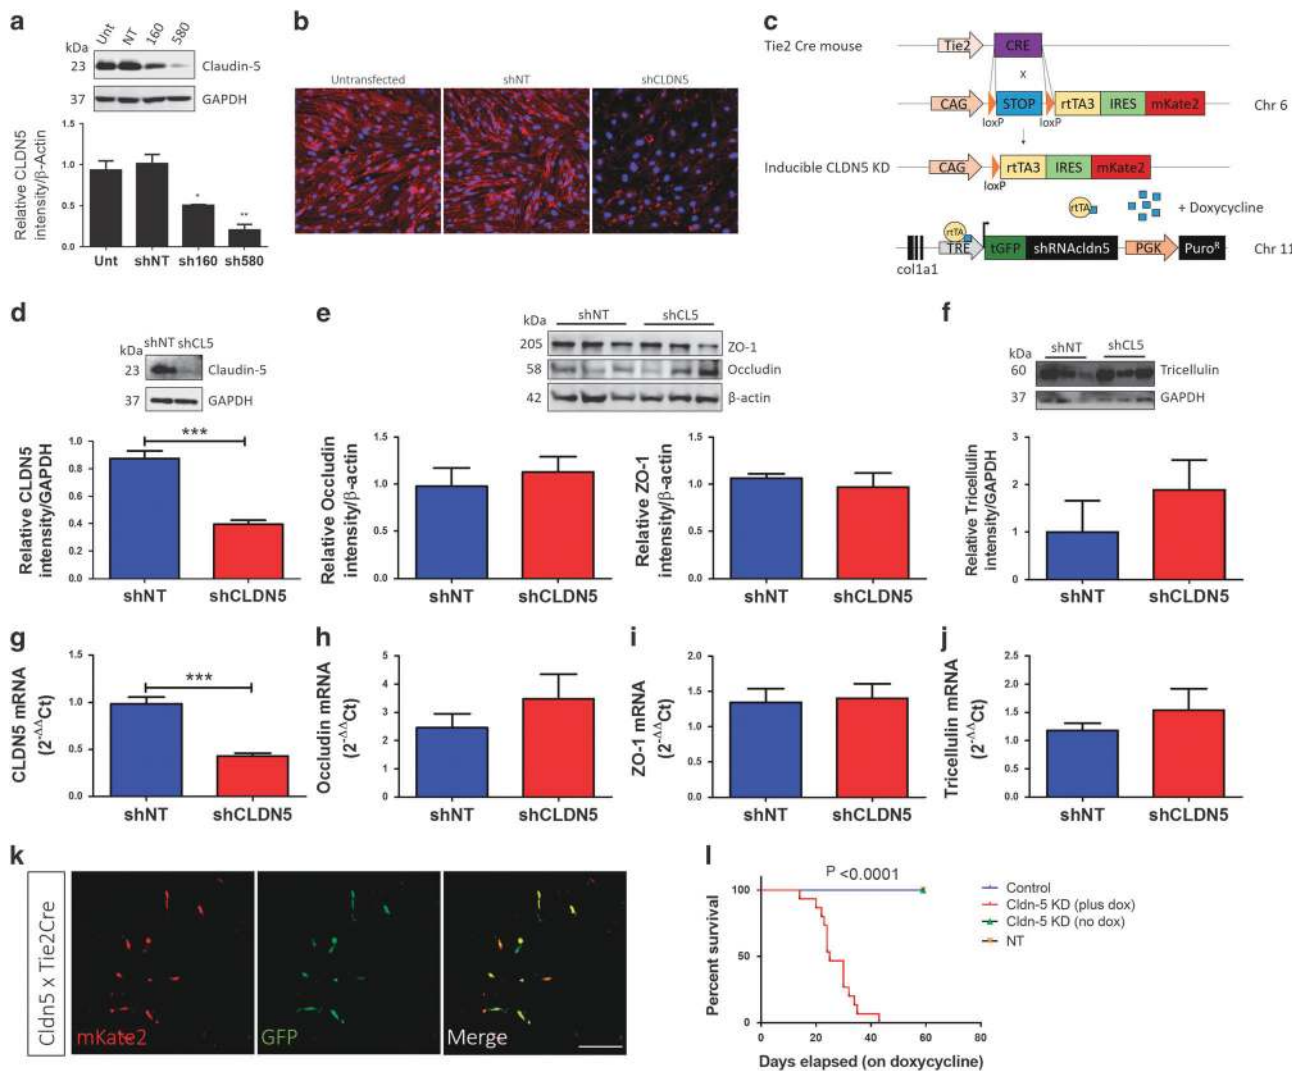 a
Unt NT 160 580
kDa
23 Claudin-5
37 GAPDH
Relative CLDN5
intensity/β-Actin
1.5
1.0
0.5
0.0
* **
Unt shNT sh160 sh580
b
Untransfected shNT shCLDN5
c
Tie2 Cre mouse Tie2 CRE
x
CAG STOP rtTA3 IRES mKate2 Chr 6
loxP loxP
Inducible CLDN5 KD CAG rtTA3 IRES mKate2
loxP
rtTA + Doxycycline
rtTA
TRE tGFP shRNAcldn5 PGK Puroᴿ Chr 11
col1a1
d
shNT shCL5
kDa
23 Claudin-5
37 GAPDH
Relative CLDN5
intensity/GAPDH
1.0
0.8
0.6
0.4
0.2
0.0
***
shNT shCLDN5
e
kDa shNT shCL5
205 ZO-1
58 Occludin
42 β-actin
Relative Occludin
intensity/β-actin
1.5
1.0
0.5
0.0
shNT shCLDN5
Relative ZO-1
intensity/β-actin
1.5
1.0
0.5
0.0
shNT shCLDN5
f
kDa shNT shCL5
60 Tricellulin
37 GAPDH
Relative Tricellulin
intensity/GAPDH
3
2
1
0
shNT shCLDN5
g
CLDN5 mRNA
(2-ΔΔCt)
1.5
1.0
0.5
0.0
***
shNT shCLDN5
h
Occludin mRNA
(2-ΔΔCt)
5
4
3
2
1
0
shNT shCLDN5
i
ZO-1 mRNA
(2-ΔΔCt)
2.0
1.5
1.0
0.5
0.0
shNT shCLDN5
j
Tricellulin mRNA
(2-ΔΔCt)
2.5
2.0
1.5
1.0
0.5
0.0
shNT shCLDN5
k
Cldn5 x Tie2Cre
mKate2 GFP Merge
l
P <0.0001
Percent survival
100
50
0
0 20 40 60 80
Days elapsed (on doxycycline)
Control
Cldn-5 KD (plus dox)
Cldn-5 KD (no dox)
NT